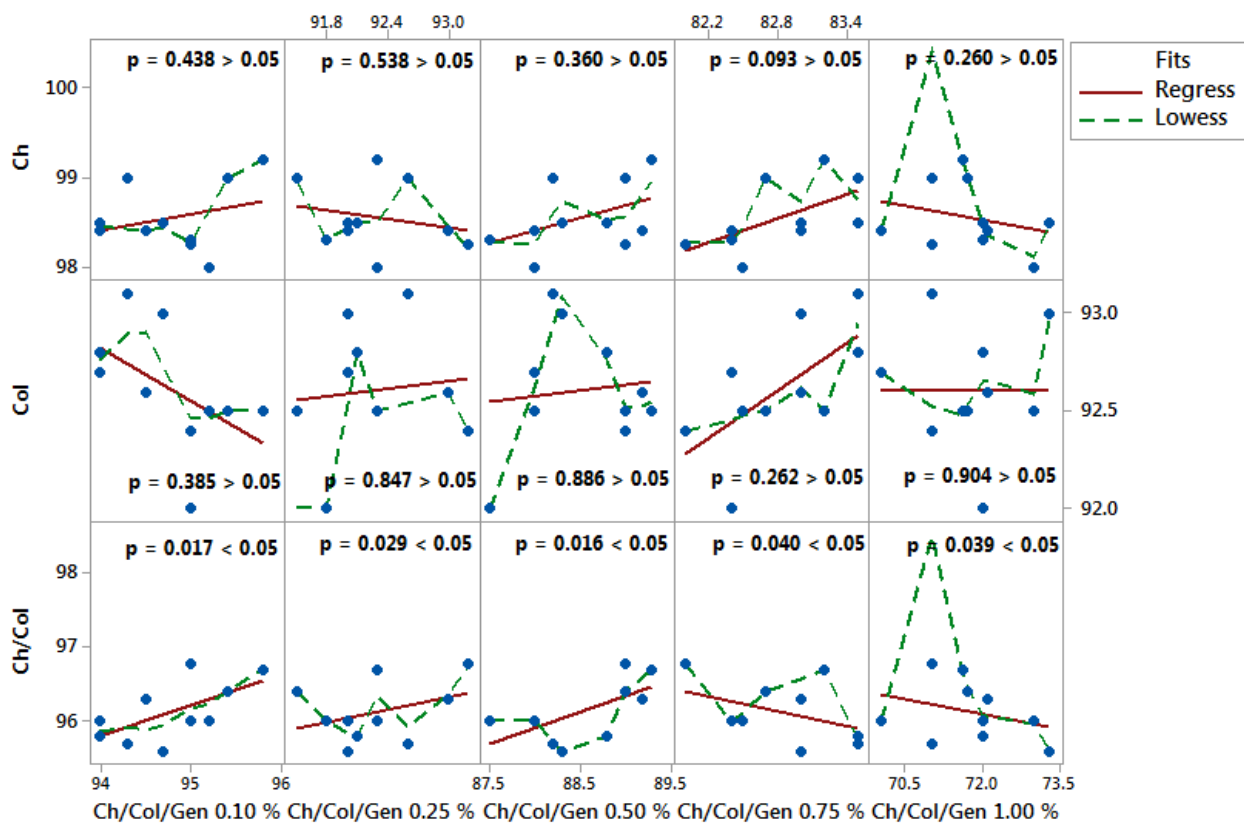 91.8 92.4 93.0 82.2 82.8 83.4
p = 0.438 > 0.05 p = 0.538 > 0.05 p = 0.360 > 0.05 p = 0.093 > 0.05 p = 0.260 > 0.05
Fits
Regress
Lowess
100
99
98
Ch
p = 0.385 > 0.05 p = 0.847 > 0.05 p = 0.886 > 0.05 p = 0.262 > 0.05 p = 0.904 > 0.05
Col
93.0
92.5
92.0
p = 0.017 < 0.05 p = 0.029 < 0.05 p = 0.016 < 0.05 p = 0.040 < 0.05 p = 0.039 < 0.05
98
97
96
Ch/Col
94 95 96 87.5 88.5 89.5 70.5 72.0 73.5
Ch/Col/Gen 0.10 % Ch/Col/Gen 0.25 % Ch/Col/Gen 0.50 % Ch/Col/Gen 0.75 % Ch/Col/Gen 1.00 %